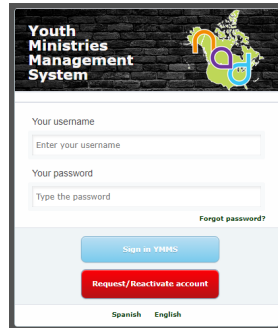 Youth
Ministries
Management
System
nad
Your username
Enter your username
Your password
Type the password
Forgot password?
Sign in YMMS
Request/Reactivate account
Spanish English